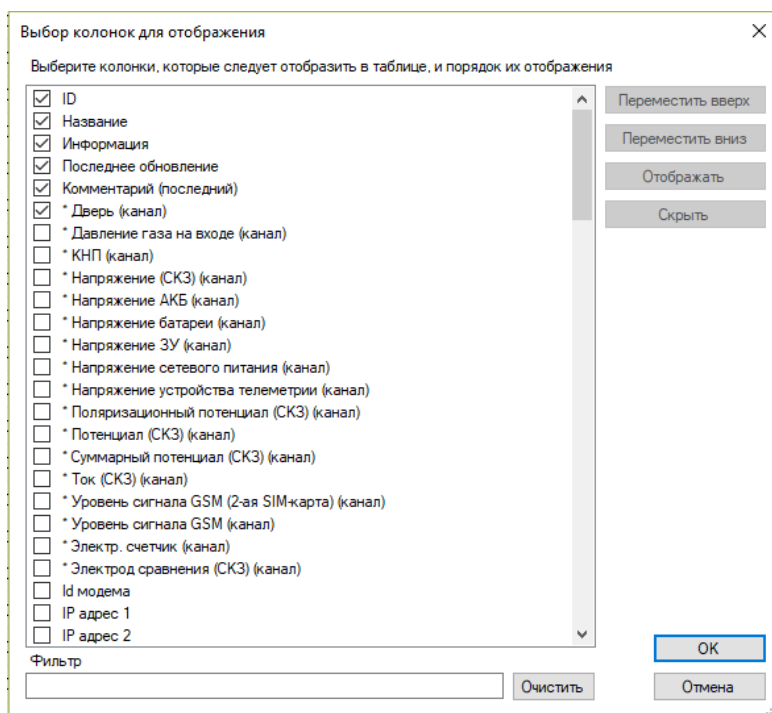 Выбор колонок для отображения
Выберите колонки, которые следует отобразить в таблице, и порядок их отображения
ID
Название
Информация
Последнее обновление
Комментарий (последний)
* Дверь (канал)
* Давление газа на входе (канал)
* КНП (канал)
* Напряжение (СКЗ) (канал)
* Напряжение АКБ (канал)
* Напряжение батареи (канал)
* Напряжение ЗУ (канал)
* Напряжение сетевого питания (канал)
* Напряжение устройства телеметрии (канал)
* Поляризационный потенциал (СКЗ) (канал)
* Потенциал (СКЗ) (канал)
* Суммарный потенциал (СКЗ) (канал)
* Ток (СКЗ) (канал)
* Уровень сигнала GSM (2-ая SIM-карта) (канал)
* Уровень сигнала GSM (канал)
* Электр. счетчик (канал)
* Электрод сравнения (СКЗ) (канал)
Id модема
IP адрес 1
IP адрес 2
Переместить вверх
Переместить вниз
Отображать
Скрыть
Фильтр
Очистить
OK
Отмена